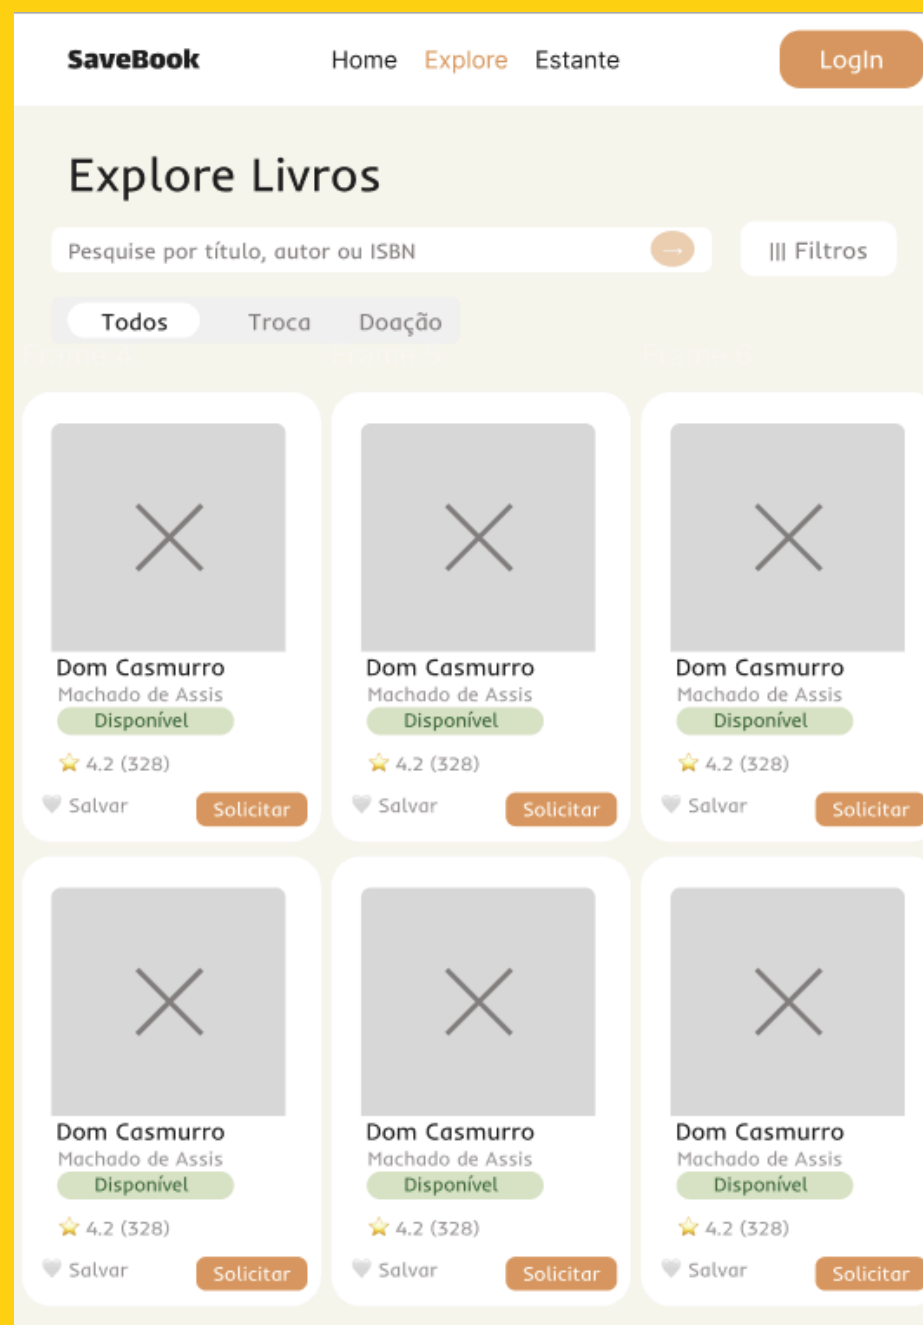 SaveBook Home Explore Estante LogIn
Explore Livros
Pesquise por título, autor ou ISBN → ||| Filtros
Todos Troca Doação
Dom Casmurro Dom Casmurro Dom Casmurro
Machado de Assis Machado de Assis Machado de Assis
Disponível Disponível Disponível
4.2 (328) 4.2 (328) 4.2 (328)
Salvar Solicitar Salvar Solicitar Salvar Solicitar
Dom Casmurro Dom Casmurro Dom Casmurro
Machado de Assis Machado de Assis Machado de Assis
Disponível Disponível Disponível
4.2 (328) 4.2 (328) 4.2 (328)
Salvar Solicitar Salvar Solicitar Salvar Solicitar